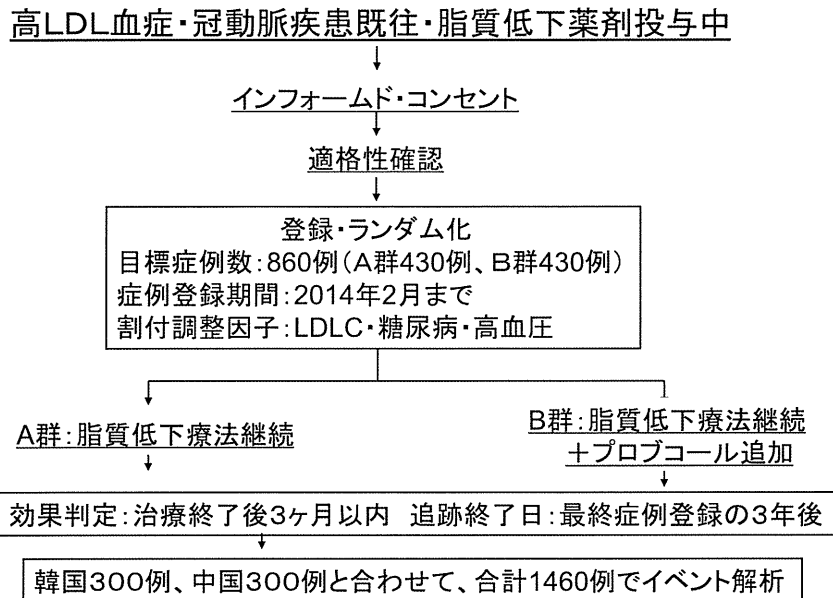 高LDL血症・冠動脈疾患既往・脂質低下薬剤投与中
インフォームド・コンセント
適格性確認
登録・ランダム化
目標症例数:860例(A群430例、B群430例)
症例登録期間:2014年2月まで
割付調整因子:LDLC・糖尿病・高血圧
A群:脂質低下療法継続
B群:脂質低下療法継続
+プロブコール追加
効果判定:治療終了後3ヶ月以内 追跡終了日:最終症例登録の3年後
韓国300例、中国300例と合わせて、合計1460例でイベント解析